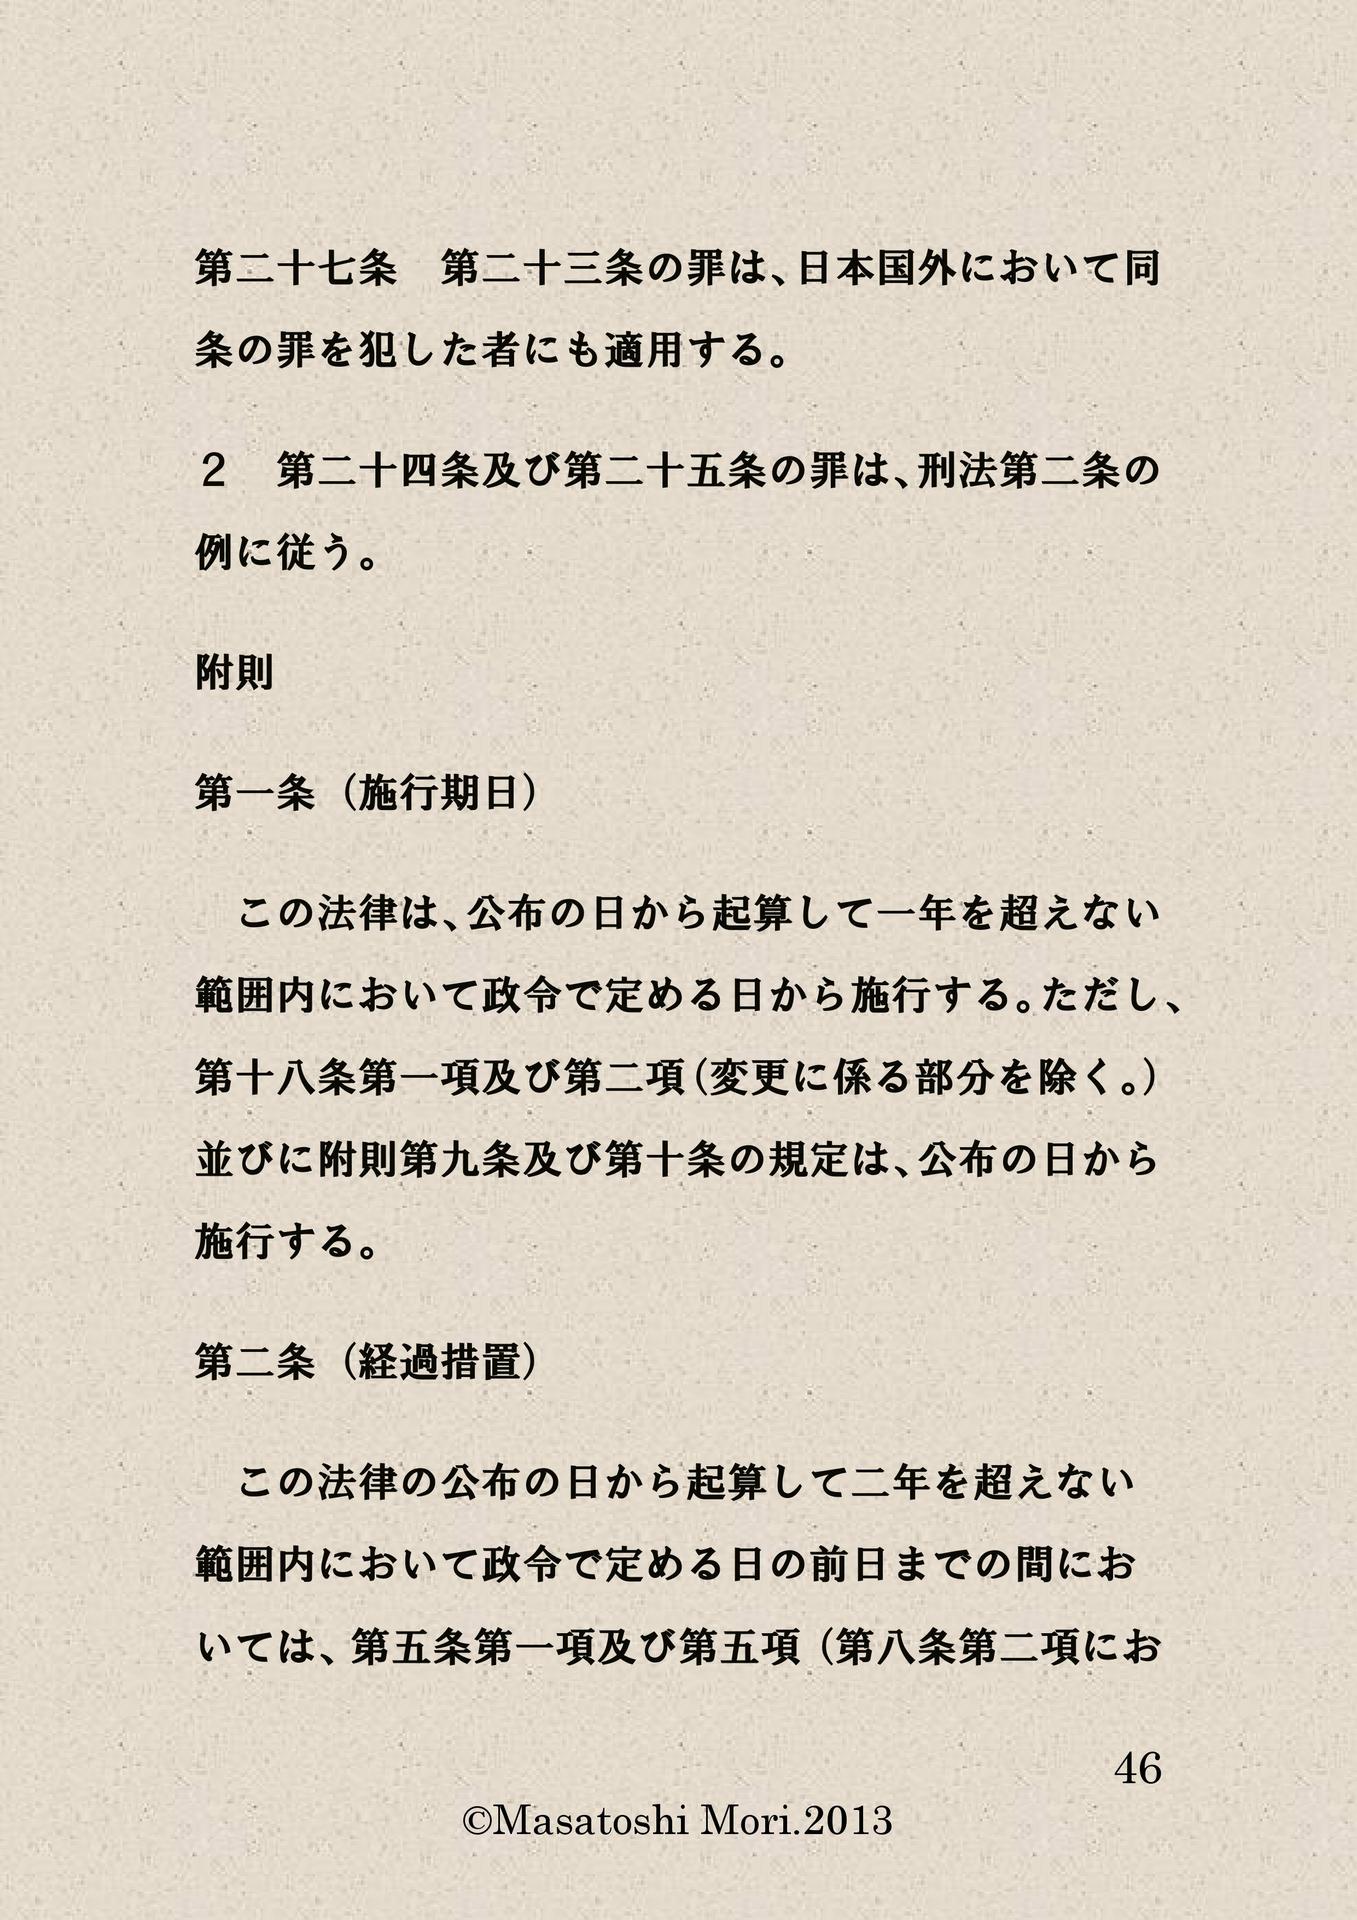 第二十七条　第二十三条の罪は、日本国外において同
条の罪を犯した者にも適用する。
２　第二十四条及び第二十五条の罪は、刑法第二条の
例に従う。
附則
第一条（施行期日）
　この法律は、公布の日から起算して一年を超えない
範囲内において政令で定める日から施行する。ただし、
第十八条第一項及び第二項（変更に係る部分を除く。）
並びに附則第九条及び第十条の規定は、公布の日から
施行する。
第二条（経過措置）
　この法律の公布の日から起算して二年を超えない
範囲内において政令で定める日の前日までの間にお
いては、第五条第一項及び第五項（第八条第二項にお
46
©Masatoshi Mori.2013